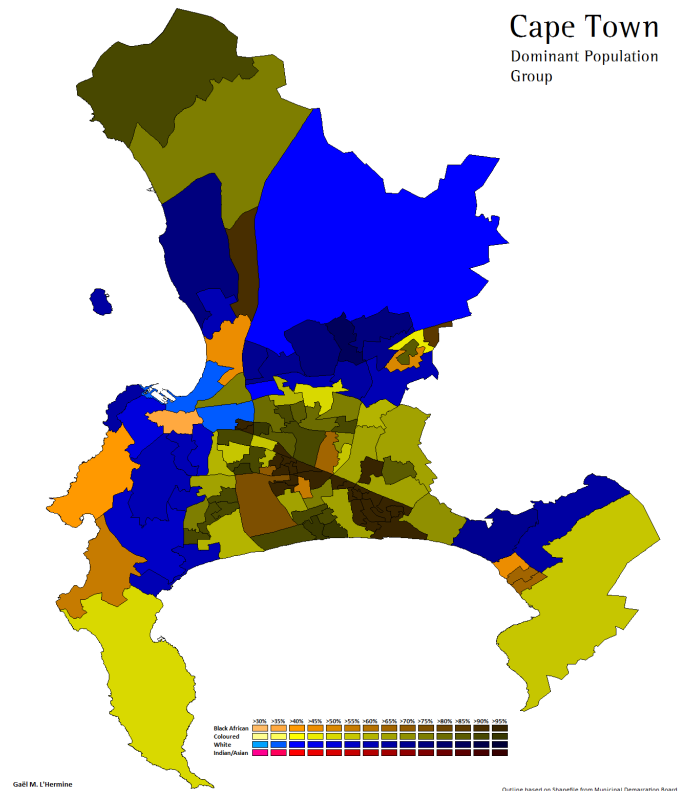 Cape Town
Dominant Population
Group
>30% >35% >40% >45% >50% >55% >60% >65% >70% >75% >80% >85% >90% >95%
Black African
Coloured
White
Indian/Asian
Gaël M. L'Hermine
Outline based on Shapefile from Municipal Demarcation Board